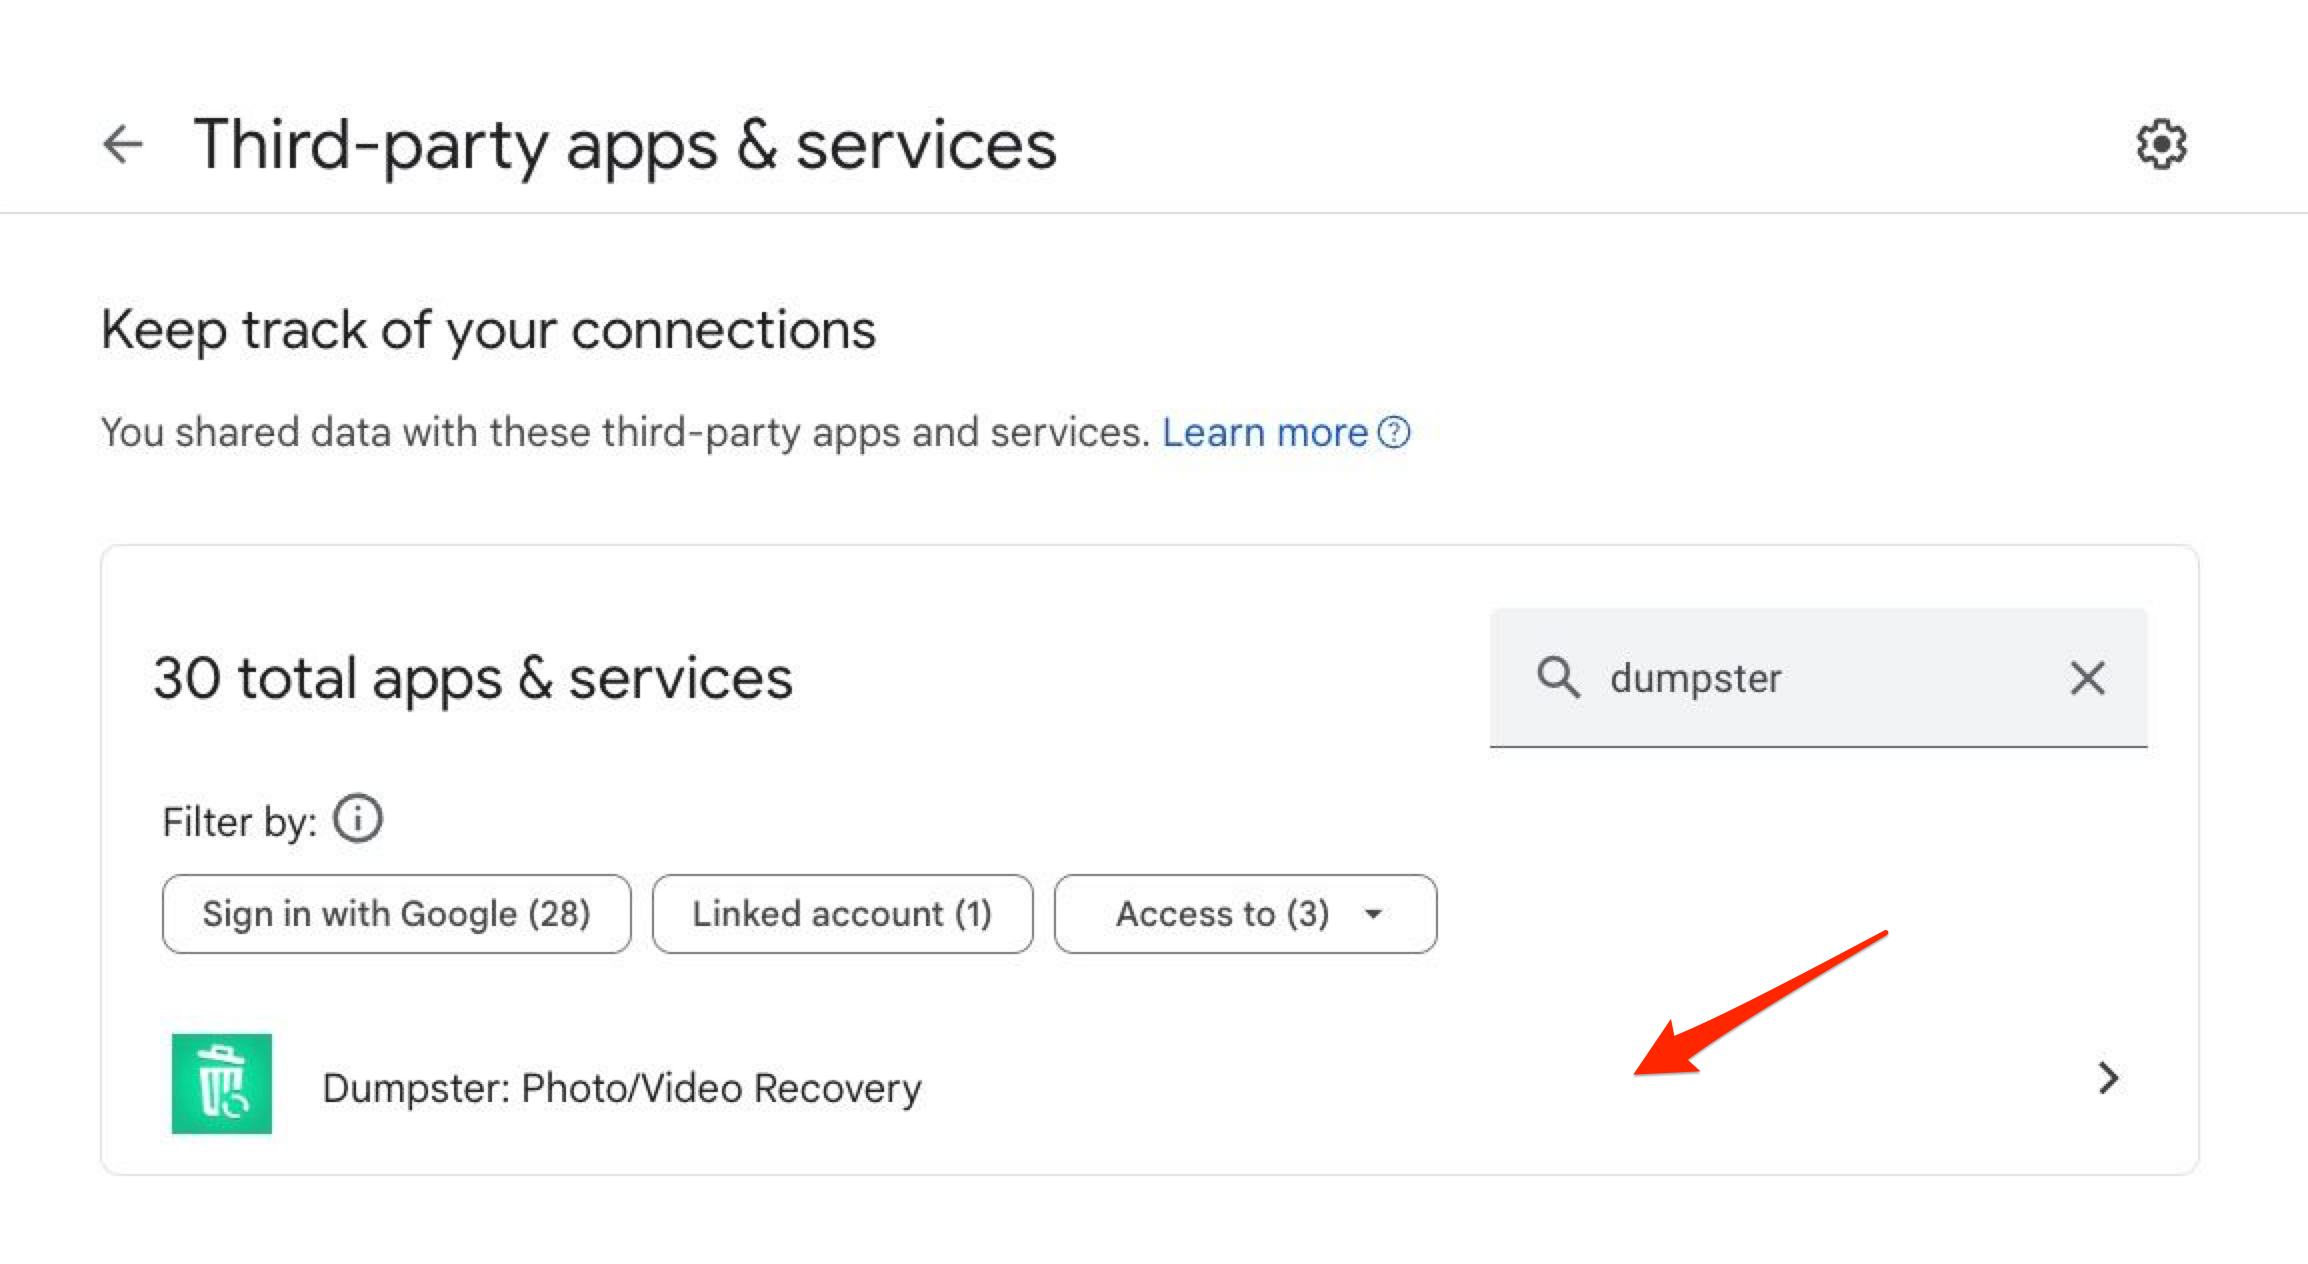 Third-party apps & services
Keep track of your connections
You shared data with these third-party apps and services. Learn more
30 total apps & services
dumpster
Filter by:
Sign in with Google (28)
Linked account (1)
Access to (3)
Dumpster: Photo/Video Recovery